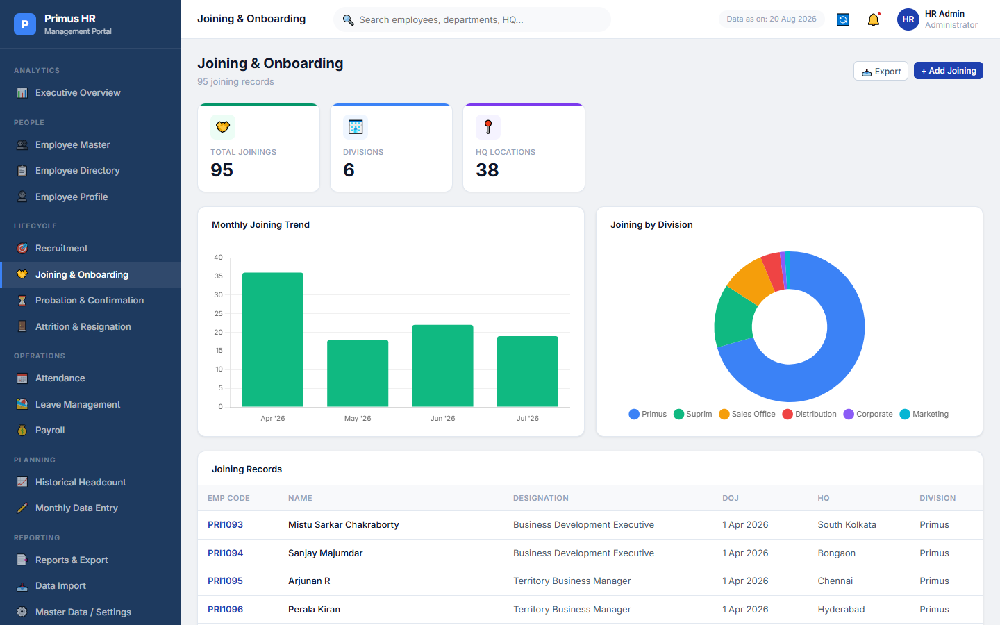 P
Primus HR
Management Portal
ANALYTICS
Executive Overview
PEOPLE
Employee Master
Employee Directory
Employee Profile
LIFECYCLE
Recruitment
Joining & Onboarding
Probation & Confirmation
Attrition & Resignation
OPERATIONS
Attendance
Leave Management
Payroll
PLANNING
Historical Headcount
Monthly Data Entry
REPORTING
Reports & Export
Data Import
Master Data / Settings
Joining & Onboarding
Search employees, departments, HQ...
Data as on: 20 Aug 2026
HR
HR Admin
Administrator
Joining & Onboarding
95 joining records
Export
+ Add Joining
TOTAL JOININGS
95
DIVISIONS
6
HQ LOCATIONS
38
Monthly Joining Trend
40
35
30
25
20
15
10
5
0
Apr '26 May '26 Jun '26 Jul '26
Joining by Division
Primus Suprim Sales Office Distribution Corporate Marketing
Joining Records
EMP CODE NAME DESIGNATION DOJ HQ DIVISION
PRI1093 Mistu Sarkar Chakraborty Business Development Executive 1 Apr 2026 South Kolkata Primus
PRI1094 Sanjay Majumdar Business Development Executive 1 Apr 2026 Bongaon Primus
PRI1095 Arjunan R Territory Business Manager 1 Apr 2026 Chennai Primus
PRI1096 Perala Kiran Territory Business Manager 1 Apr 2026 Hyderabad Primus